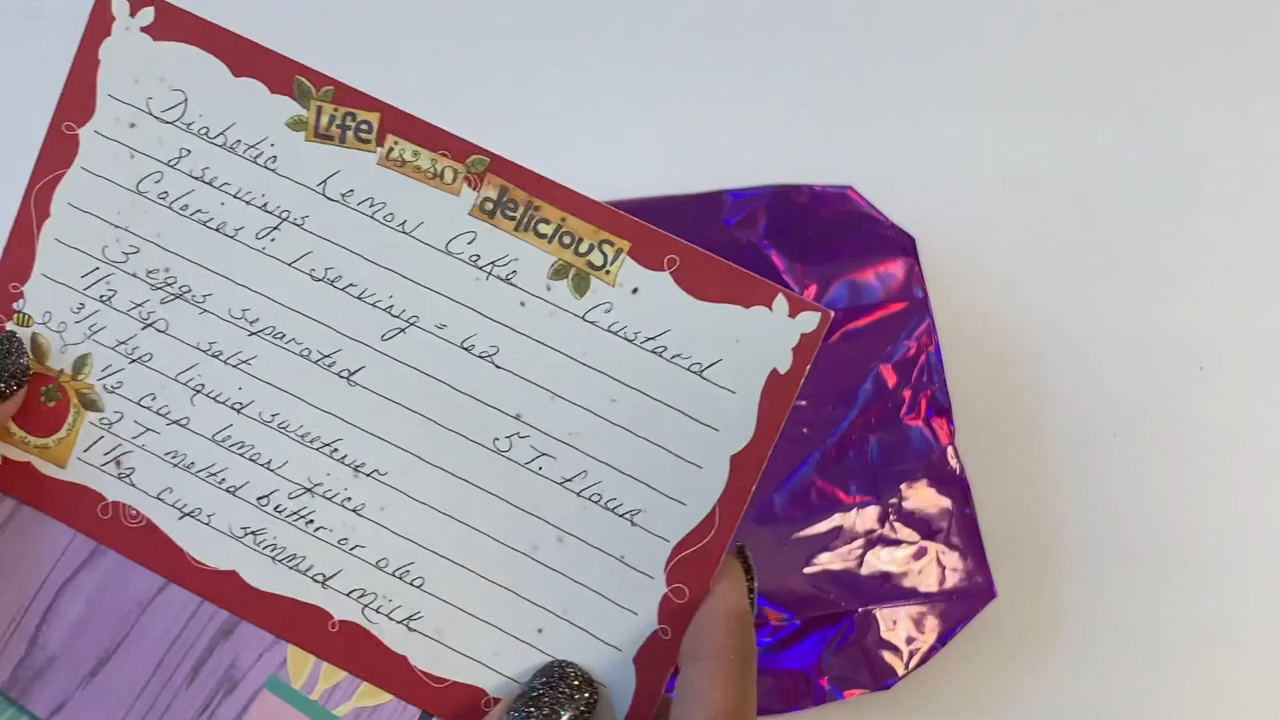 Life is so delicious!
Diabetic Lemon Cake Custard
8 servings
Calories: 1 serving = 62
3 eggs, separated
1/2 tsp salt
5 T. flour
3/4 tsp liquid sweetener
1/3 cup lemon juice
2 T. melted butter or oleo
1 1/2 cups skimmed milk